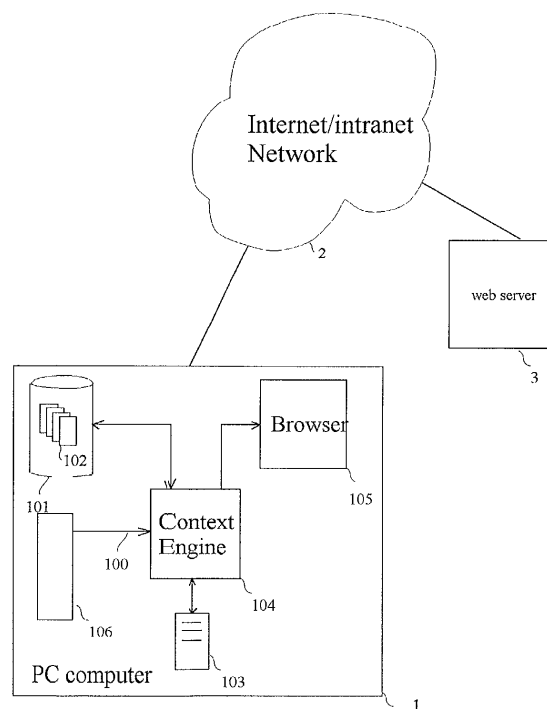 Internet/intranet
Network
2
web server
3
102
101
Browser
105
100
Context
Engine
104
106
103
PC computer
1